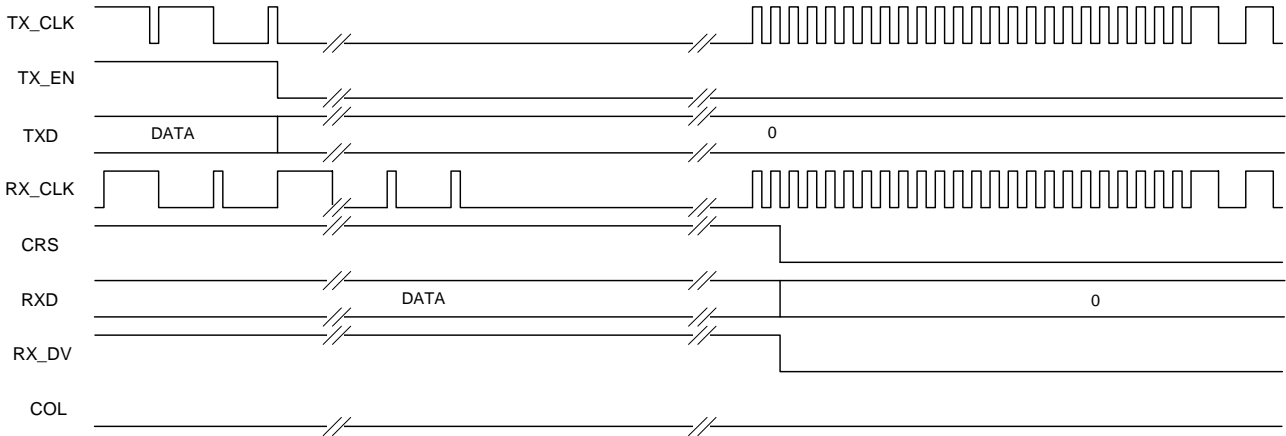 TX_CLK
TX_EN
TXD DATA 0
RX_CLK
CRS
RXD DATA 0
RX_DV
COL